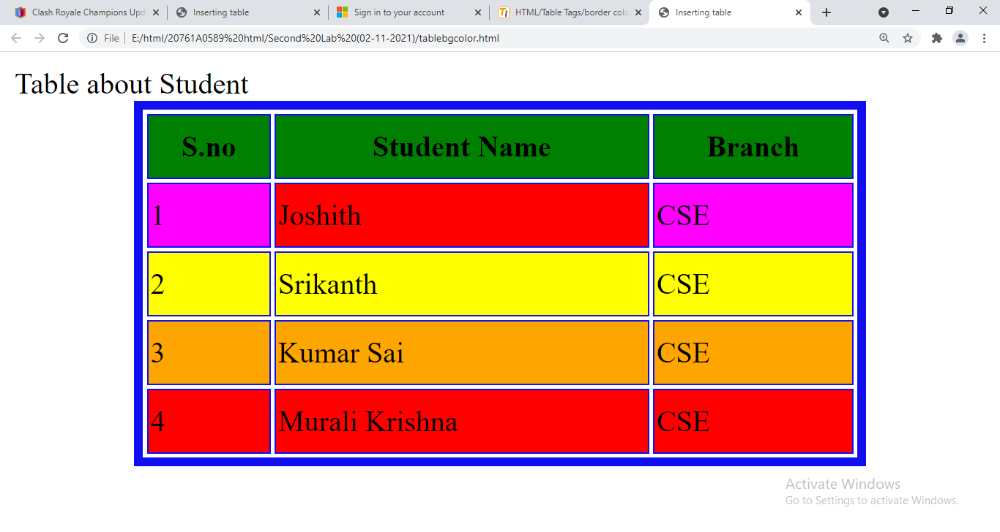 Clash Royale Champions Upd
Inserting table
Sign in to your account
HTML/Table Tags/border colo
Inserting table
File
E:/html/20761A0589%20html/Second%20Lab%20(02-11-2021)/tablebgcolor.html
Table about Student
S.no Student Name Branch
1 Joshith CSE
2 Srikanth CSE
3 Kumar Sai CSE
4 Murali Krishna CSE
Activate Windows
Go to Settings to activate Windows.